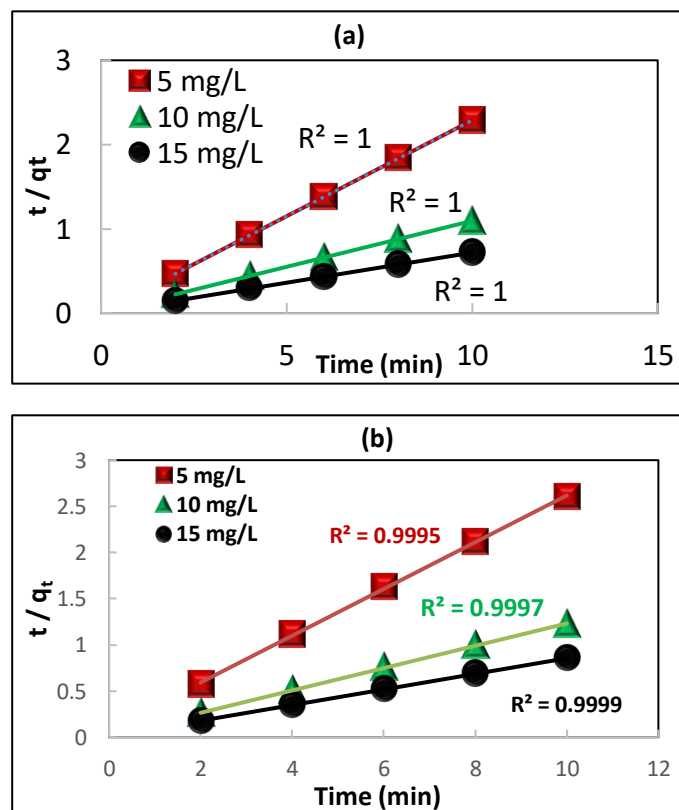 (a)
3
2
1
0
t / qt
5 mg/L
10 mg/L
15 mg/L
R² = 1
R² = 1
R² = 1
0
5
10
15
Time (min)
(b)
3
2.5
2
1.5
1
0.5
0
t / qₜ
5 mg/L
10 mg/L
15 mg/L
R² = 0.9995
R² = 0.9997
R² = 0.9999
0
2
4
6
8
10
12
Time (min)